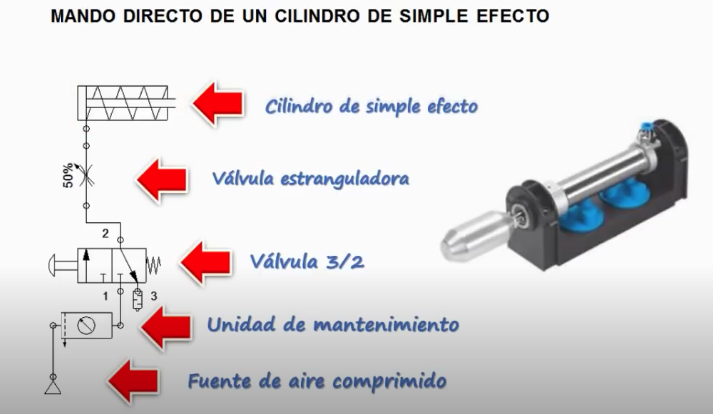 MANDO DIRECTO DE UN CILINDRO DE SIMPLE EFECTO
Cilindro de simple efecto
50%
Válvula estranguladora
2
Válvula 3/2
1 3
Unidad de mantenimiento
Fuente de aire comprimido